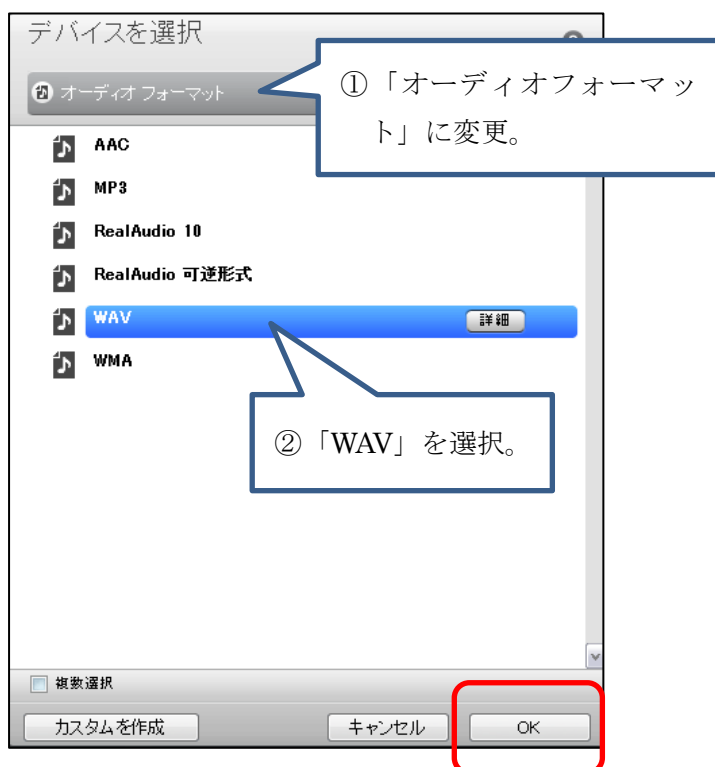 デバイスを選択
オーディオ フォーマット
①「オーディオフォーマッ
ト」に変更。
AAC
MP3
RealAudio 10
RealAudio 可逆形式
WAV 詳細
WMA
②「WAV」を選択。
複数選択
カスタムを作成 キャンセル OK